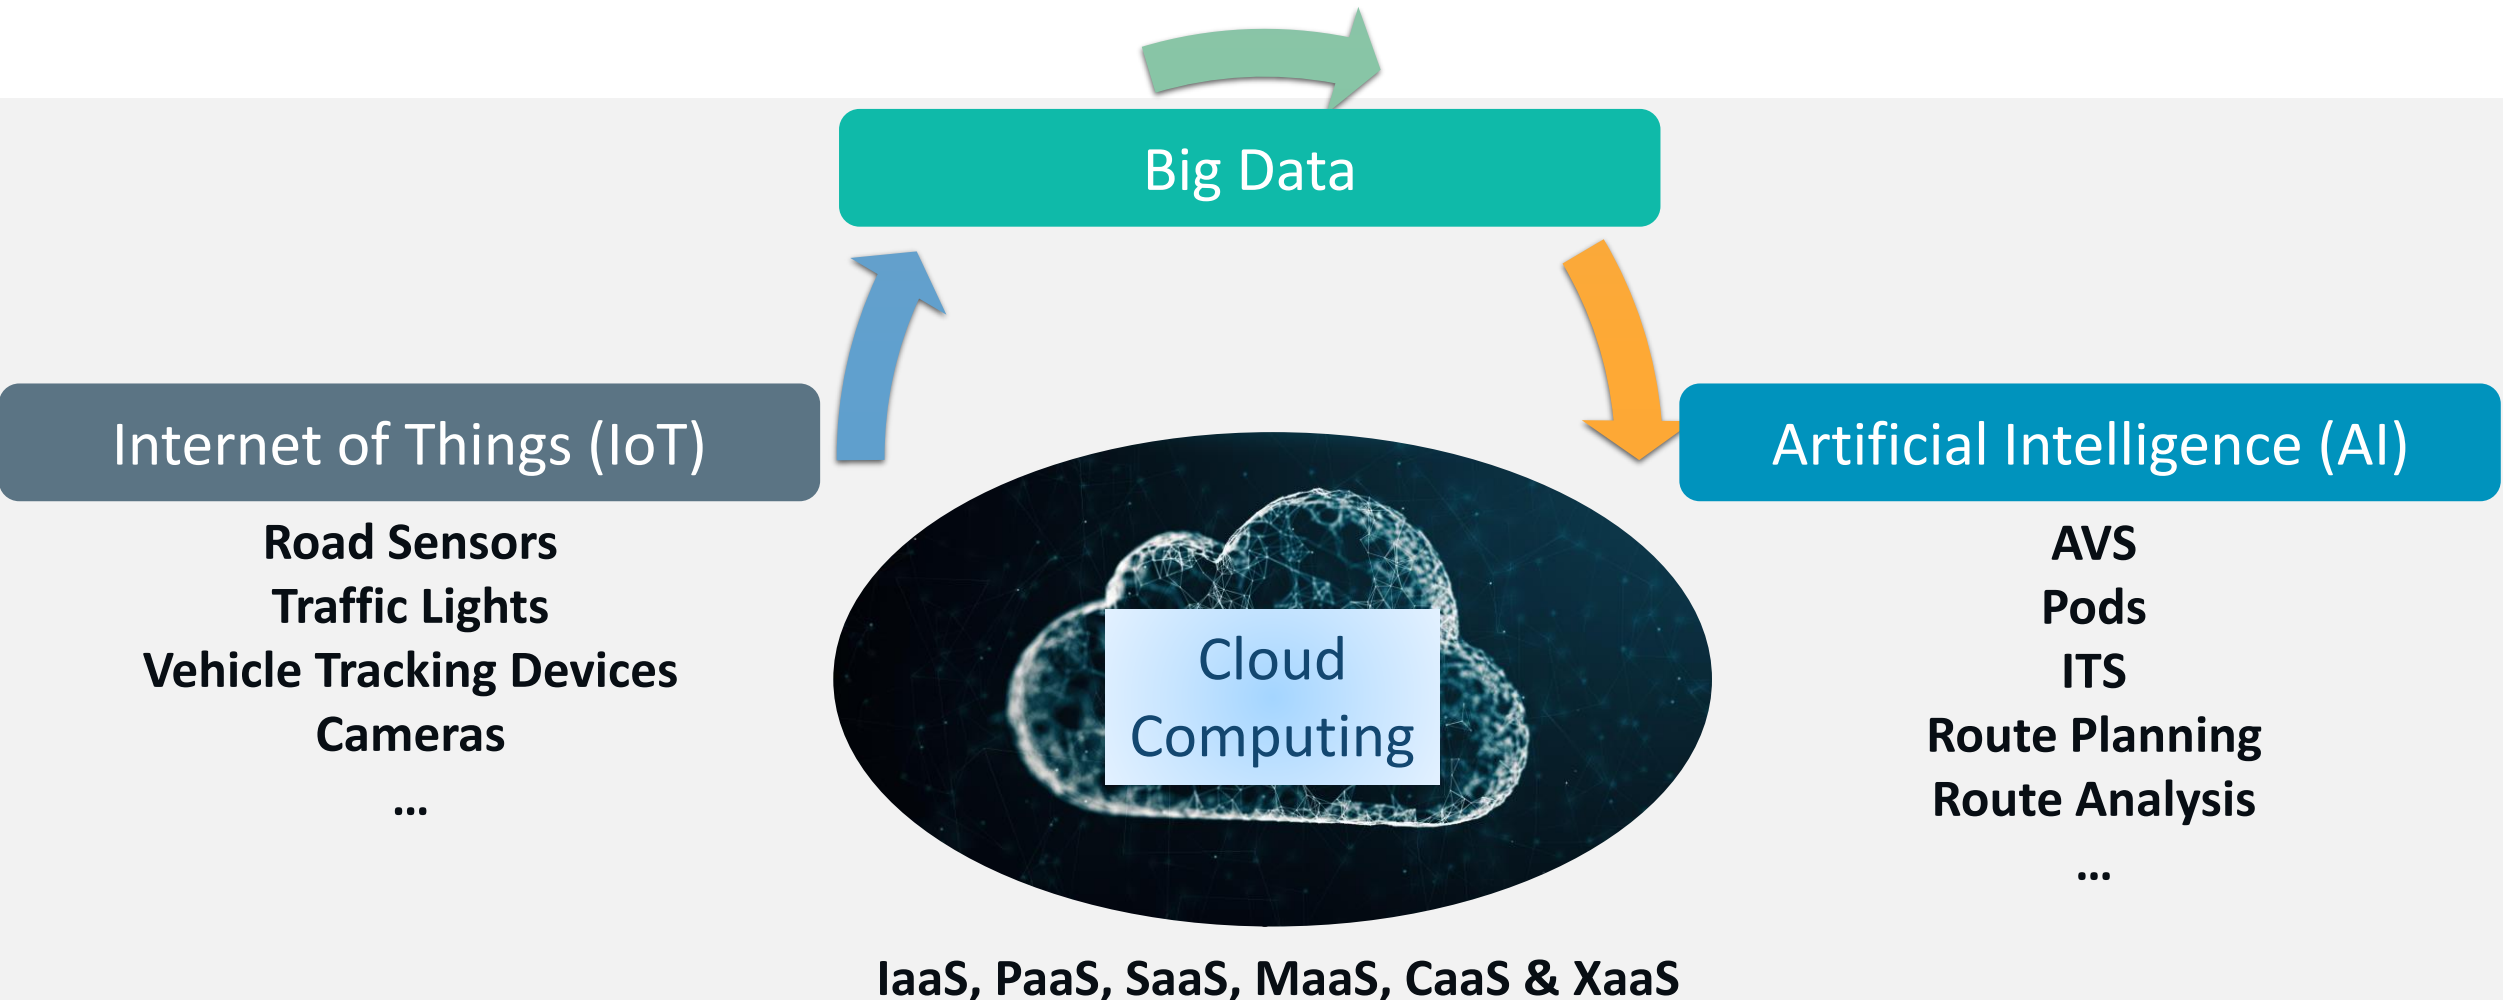 Big Data
Internet of Things (IoT)
Artificial Intelligence (AI)
Road Sensors
Traffic Lights
Vehicle Tracking Devices
Cameras
...
Cloud
Computing
AVS
Pods
ITS
Route Planning
Route Analysis
...
IaaS, PaaS, SaaS, MaaS, CaaS & XaaS